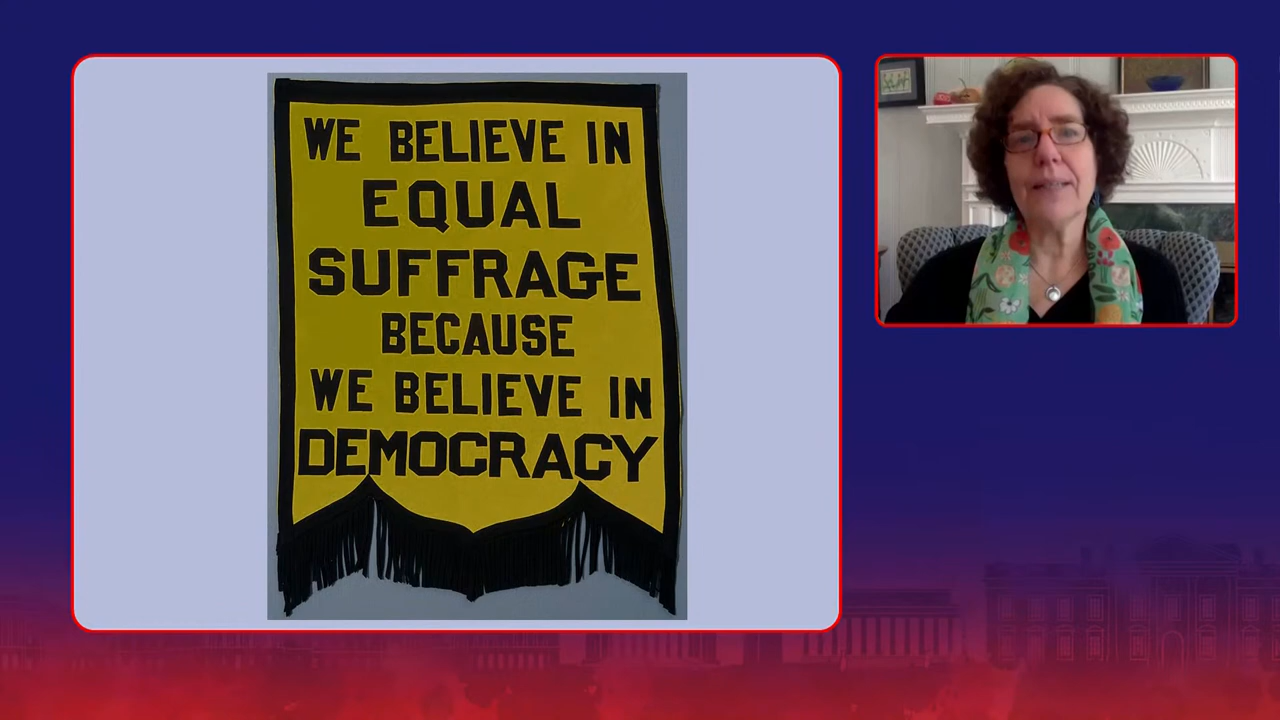 WE BELIEVE IN
EQUAL
SUFFRAGE
BECAUSE
WE BELIEVE IN
DEMOCRACY